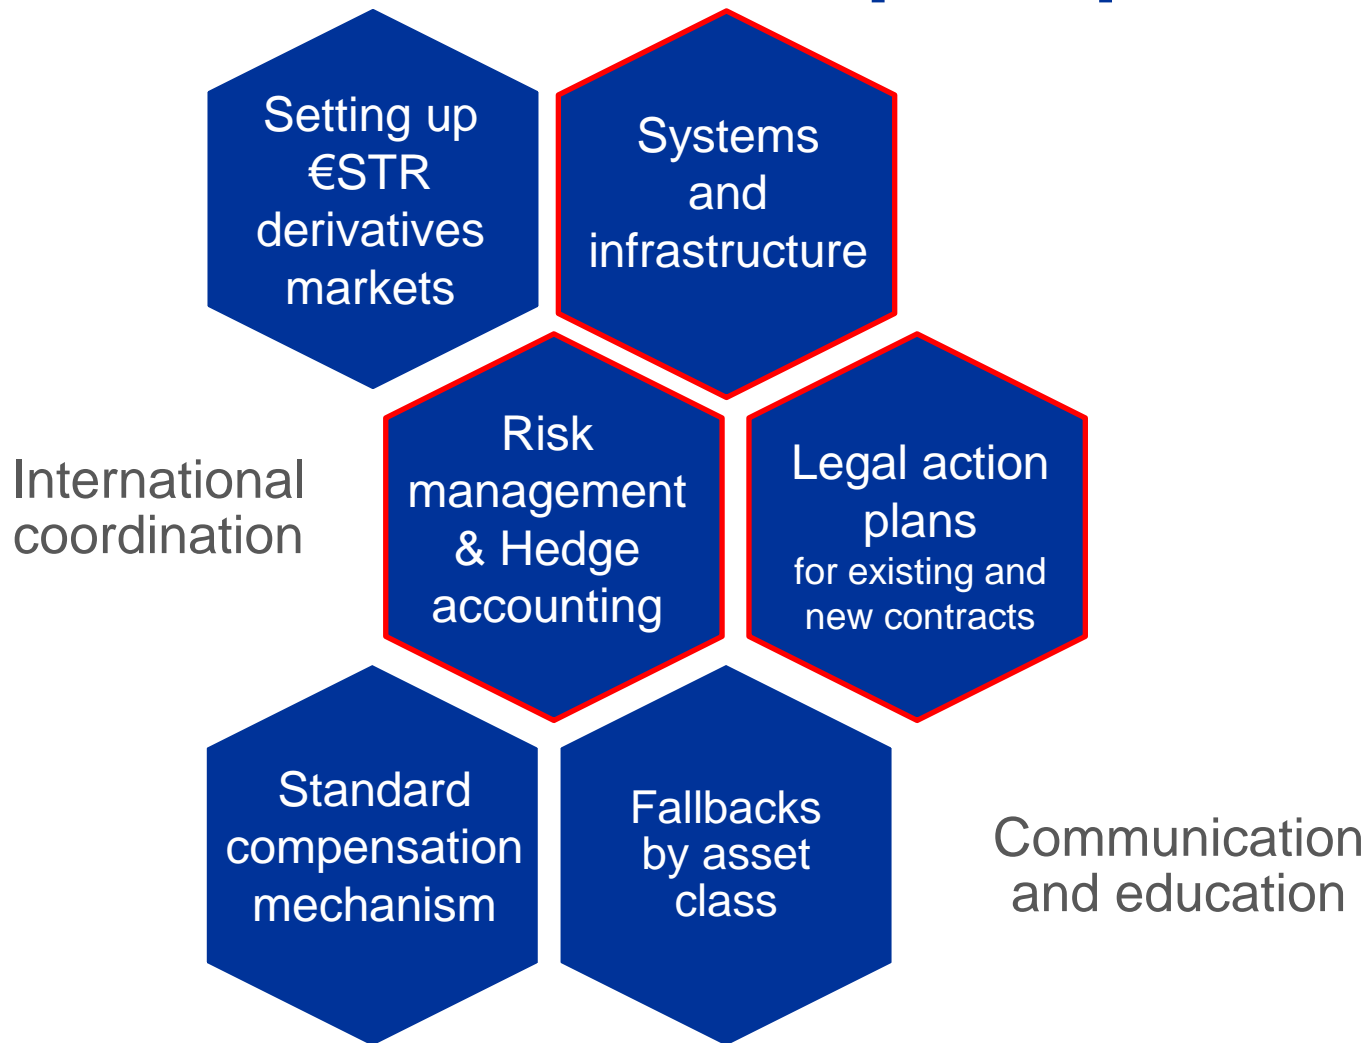 Setting up
€STR
derivatives
markets
Systems
and
infrastructure
International
coordination
Risk
management
& Hedge
accounting
Legal action
plans
for existing and
new contracts
Standard
compensation
mechanism
Fallbacks
by asset
class
Communication
and education